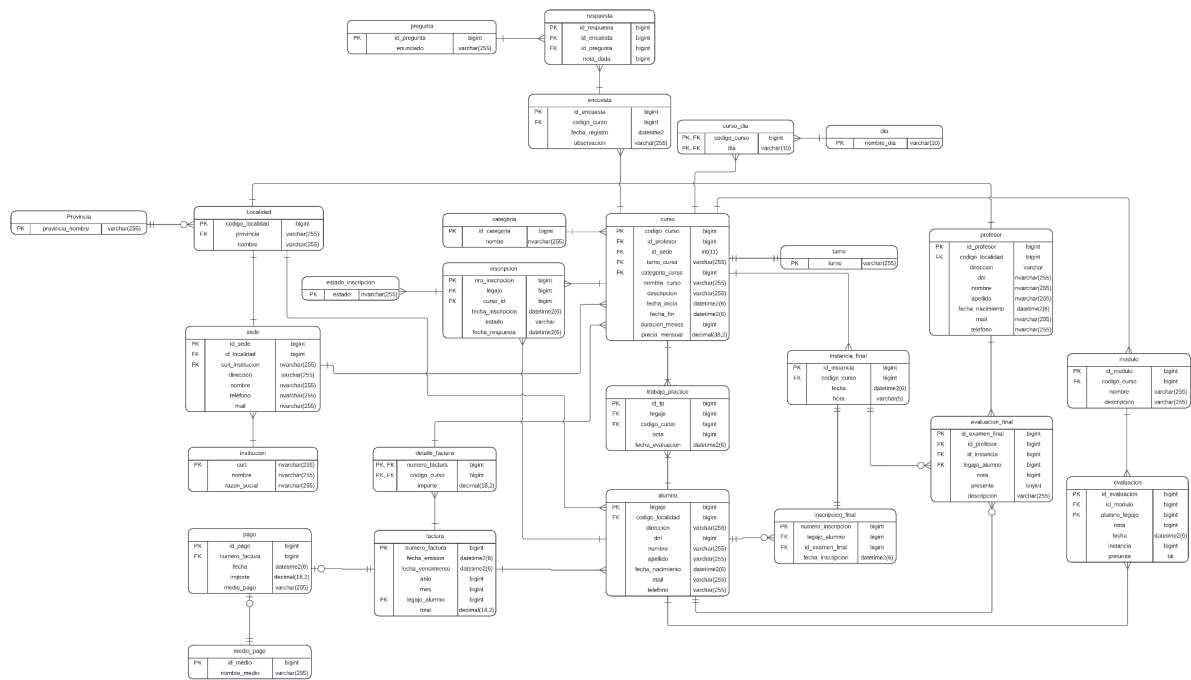 respuesta
PK id_respuesta bigint
FK id_encuesta bigint
FK id_pregunta bigint
nota_dada bigint
pregunta
PK id_pregunta bigint
enunciado varchar(255)
encuesta
PK id_encuesta bigint
FK codigo_curso bigint
fecha_registro datetime2
observacion varchar(255)
curso_dia
PK, FK codigo_curso bigint
PK, FK dia varchar(10)
dia
PK nombre_dia varchar(10)
Provincia
PK provincia_nombre varchar(255)
Localidad
PK codigo_localidad bigint
FK provincia varchar(255)
nombre varchar(255)
categoria
PK id_categoria bigint
nombe nvarchar(255)
curso
PK codigo_curso bigint
FK id_profesor bigint
FK id_sede int(11)
FK turno_curso varchar(255)
FK categoria_curso bigint
nombre_curso varchar(255)
descripcion varchar(255)
fecha_inicio datetime2(6)
fecha_fin datetime2(6)
duracion_meses bigint
precio_mensual decimal(38,2)
turno
PK turno varchar(255)
profesor
PK id_profesor bigint
FK codigo_localidad bigint
direccion varchar
dni nvarchar(255)
nombre nvarchar(255)
apellido nvarchar(255)
fecha_nacimiento datetime2(6)
mail nvarchar(255)
telefono nvarchar(255)
inscripcion
PK nro_inscripcion bigint
FK legajo bigint
FK curso_id bigint
fecha_inscripcion datetime2(6)
estado varchar
fecha_respuesta datetime2(6)
estado_inscripcion
PK estado nvarchar(255)
sede
PK id_sede bigint
FK id_localidad bigint
FK cuit_institucion nvarchar(255)
direccion varchar(255)
nombre nvarchar(255)
telefono nvarchar(255)
mail nvarchar(255)
instancia_final
PK id_instancia bigint
FK codigo_curso bigint
fecha datetime2(6)
hora varchar(5)
modulo
PK id_modulo bigint
FK codigo_curso bigint
nombre varchar(255)
descripcion varchar(255)
trabajo_practico
PK id_tp bigint
FK legajo bigint
FK codigo_curso bigint
nota bigint
fecha_evaluacion datetime2(6)
evaluacion_final
PK id_examen_final bigint
FK id_profesor bigint
FK id_instancia bigint
FK legajo_alumno bigint
nota bigint
presente tinyint
descripcion varchar(255)
institucion
PK cuit nvarchar(255)
nombre nvarchar(255)
razon_social nvarchar(255)
detalle_factura
PK, FK numero_factura bigint
PK, FK codigo_curso bigint
importe decimal(18,2)
evaluacion
PK id_evaluacion bigint
FK id_modulo bigint
FK alumno_legajo bigint
nota bigint
fecha datetime2(6)
instancia bigint
presente bit
alumno
PK legajo bigint
FK codigo_localidad bigint
direccion varchar(255)
dni bigint
nombre varchar(255)
apellido varchar(255)
fecha_nacimiento datetime2(6)
mail varchar(255)
telefono varchar(255)
inscripcion_final
PK numero_inscripcion bigint
FK legajo_alumno bigint
FK id_examen_final bigint
fecha_inscripcion datetime2(6)
pago
PK id_pago bigint
FK numero_factura bigint
fecha datetime2(6)
importe decimal(18,2)
medio_pago varchar(255)
factura
PK numero_factura bigint
fecha_emision datetime2(6)
fecha_vencimiento datetime2(6)
anio bigint
mes bigint
FK legajo_alumno bigint
total decimal(18,2)
medio_pago
PK id_medio bigint
nombre_medio varchar(255)